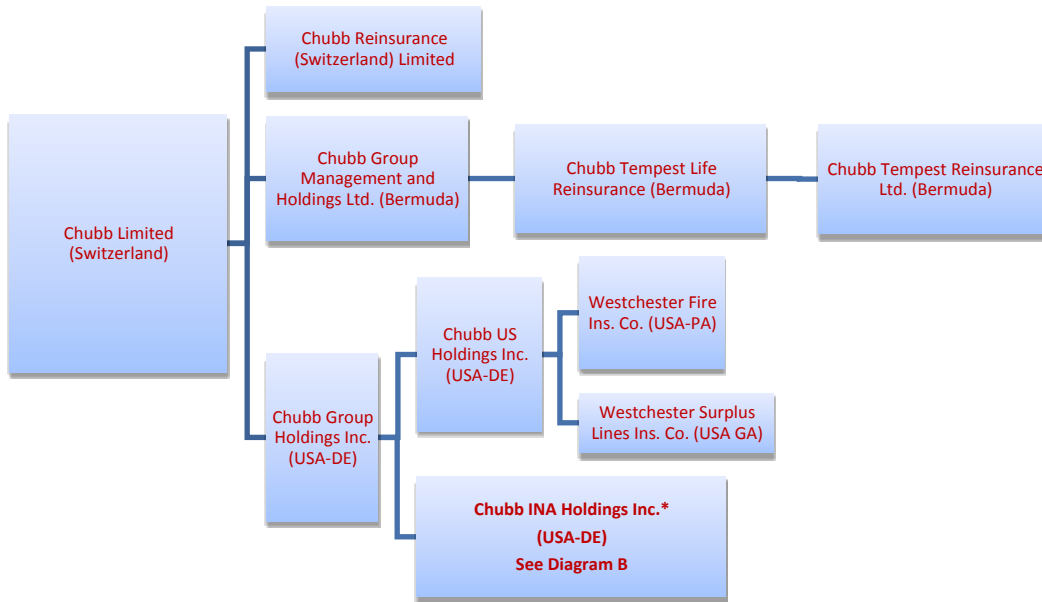 Chubb Reinsurance
(Switzerland) Limited
Chubb Limited
(Switzerland)
Chubb Group
Management and
Holdings Ltd. (Bermuda)
Chubb Tempest Life
Reinsurance (Bermuda)
Chubb Tempest Reinsurance
Ltd. (Bermuda)
Chubb Group
Holdings Inc.
(USA-DE)
Chubb US
Holdings Inc.
(USA-DE)
Westchester Fire
Ins. Co. (USA-PA)
Westchester Surplus
Lines Ins. Co. (USA GA)
Chubb INA Holdings Inc.*
(USA-DE)
See Diagram B